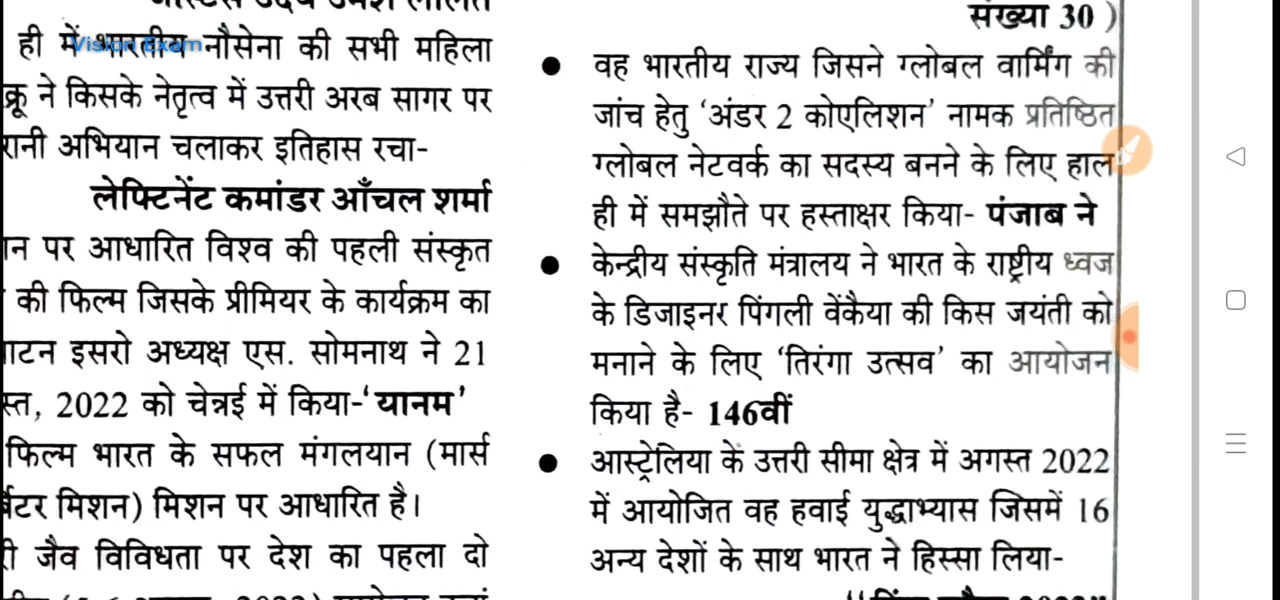 ही में भारतीय नौसेना की सभी महिला
Vision Exam
क्रू ने किसके नेतृत्व में उत्तरी अरब सागर पर
अभियान चलाकर इतिहास रचा-
लेफ्टिनेंट कमांडर आँचल शर्मा
पर आधारित विश्व की पहली संस्कृत
की फिल्म जिसके प्रीमियर के कार्यक्रम का
इसरो अध्यक्ष एस. सोमनाथ ने 21
2022 को चेन्नई में किया-'यानम'
फिल्म भारत के सफल मंगलयान (मार्स
मिशन) मिशन पर आधारित है।
जैव विविधता पर देश का पहला दो
संख्या 30 )
● वह भारतीय राज्य जिसने ग्लोबल वार्मिंग की
जांच हेतु 'अंडर 2 कोएलिशन' नामक प्रतिष्ठित
ग्लोबल नेटवर्क का सदस्य बनने के लिए हाल
ही में समझौते पर हस्ताक्षर किया- पंजाब ने
● केन्द्रीय संस्कृति मंत्रालय ने भारत के राष्ट्रीय ध्वज
के डिजाइनर पिंगली वेंकैया की किस जयंती को
मनाने के लिए 'तिरंगा उत्सव' का आयोजन
किया है- 146वीं
● आस्ट्रेलिया के उत्तरी सीमा क्षेत्र में अगस्त 2022
में आयोजित वह हवाई युद्धाभ्यास जिसमें 16
अन्य देशों के साथ भारत ने हिस्सा लिया-